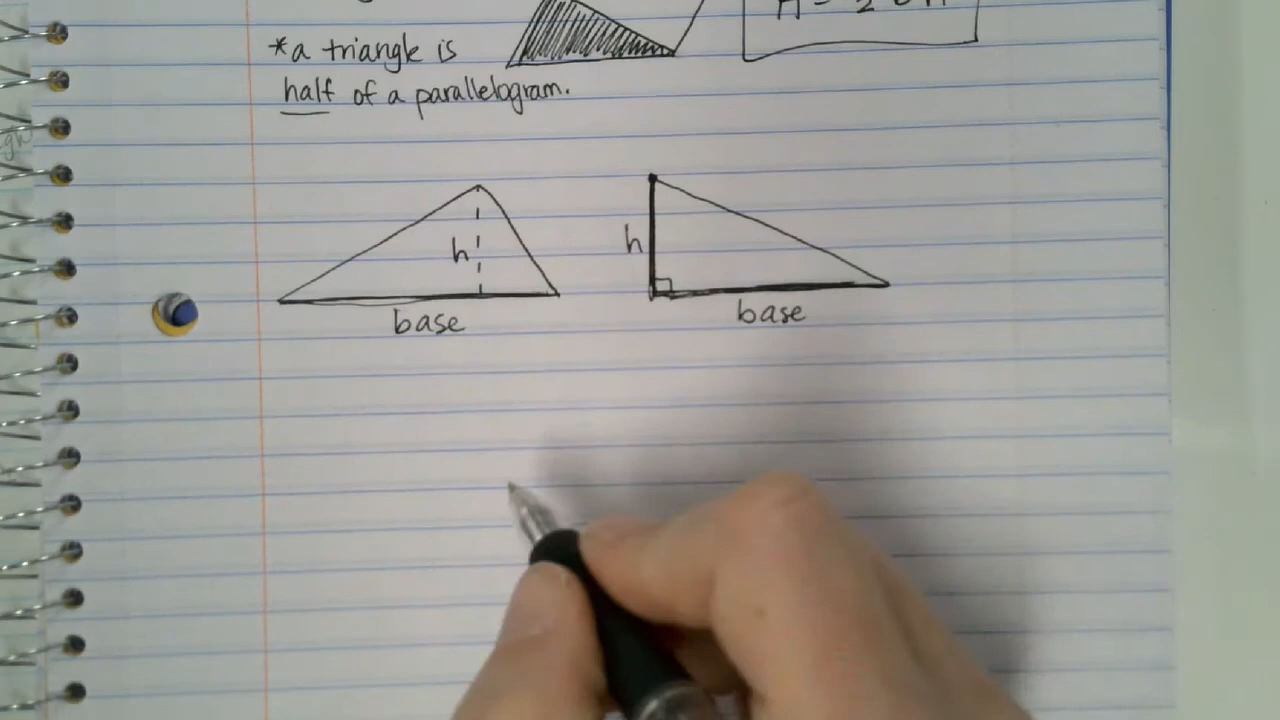 *a triangle is
half of a parallelogram.
h
base
h
base